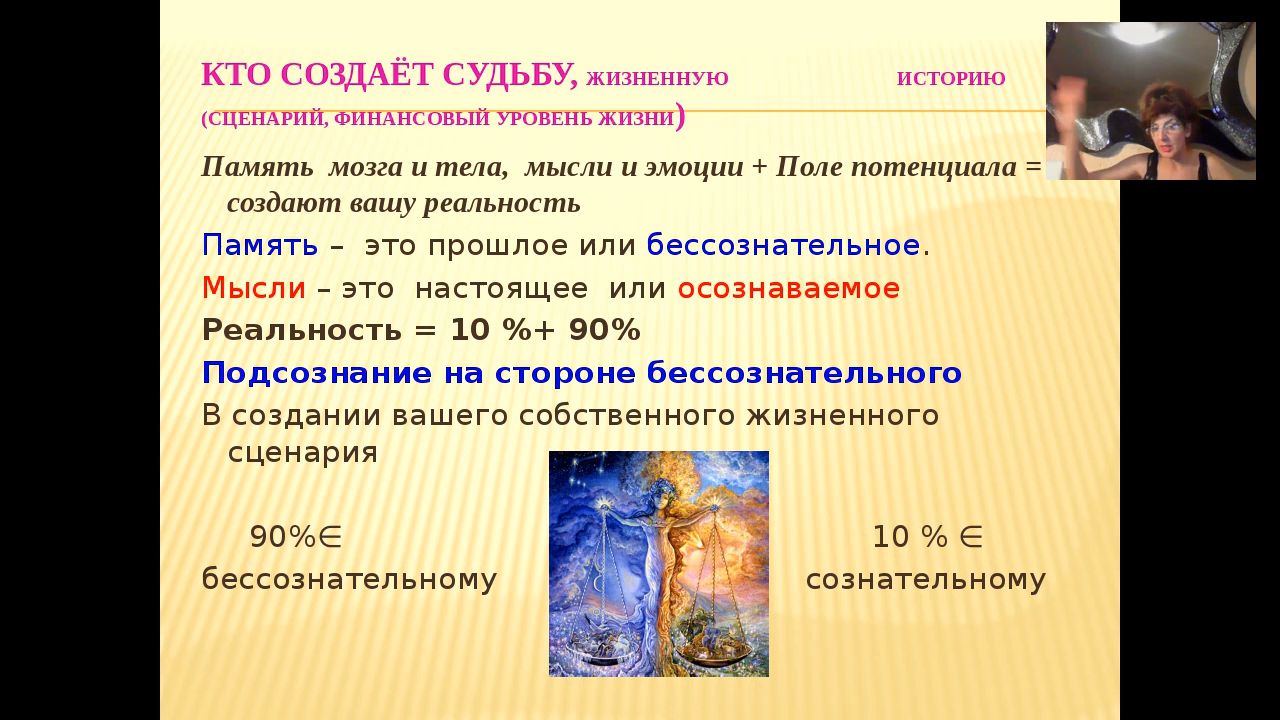 КТО СОЗДАЁТ СУДЬБУ, ЖИЗНЕННУЮ ИСТОРИЮ
(СЦЕНАРИЙ, ФИНАНСОВЫЙ УРОВЕНЬ ЖИЗНИ)
Память мозга и тела, мысли и эмоции + Поле потенциала =
создают вашу реальность
Память – это прошлое или бессознательное.
Мысли – это настоящее или осознаваемое
Реальность = 10 %+ 90%
Подсознание на стороне бессознательного
В создании вашего собственного жизненного
сценария
90%∈ 10 % ∈
бессознательному сознательному